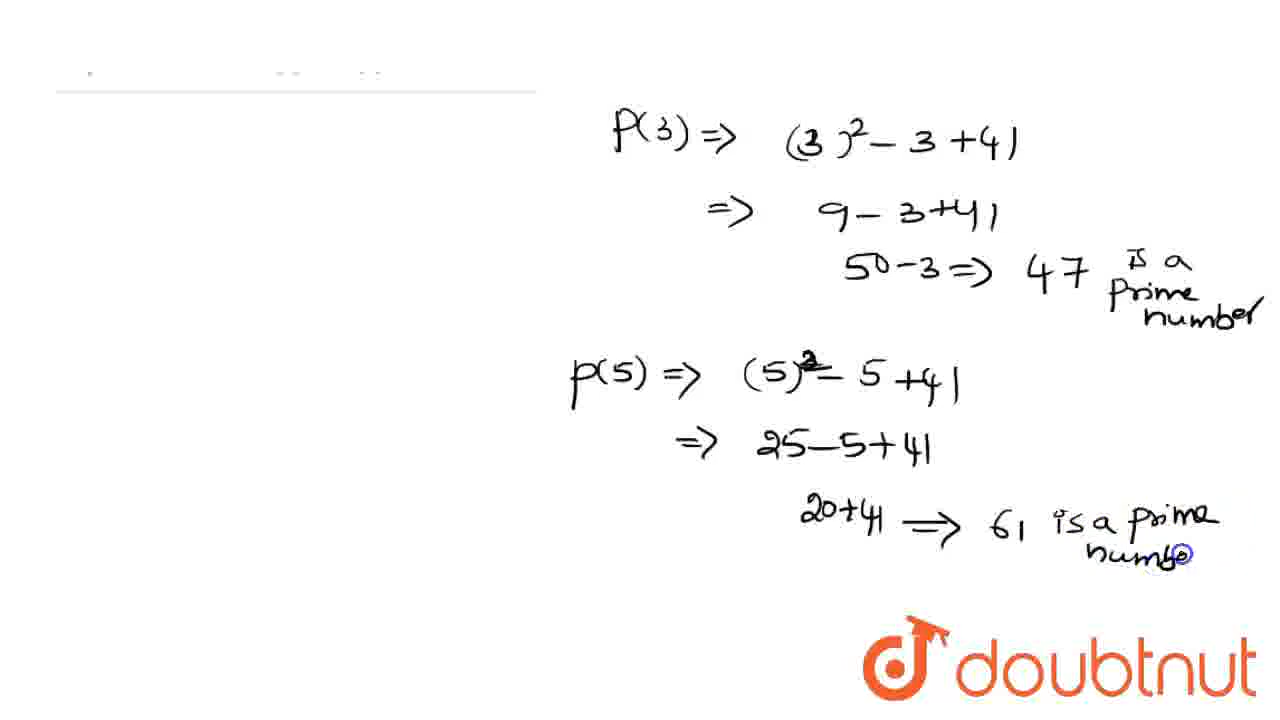 P(3) => (3)² - 3 + 41
=> 9 - 3 + 41
50 - 3 => 47 is a
prime
number
p(5) => (5)² - 5 + 41
=> 25 - 5 + 41
20 + 41 => 61 is a prime
numbe
doubtnut